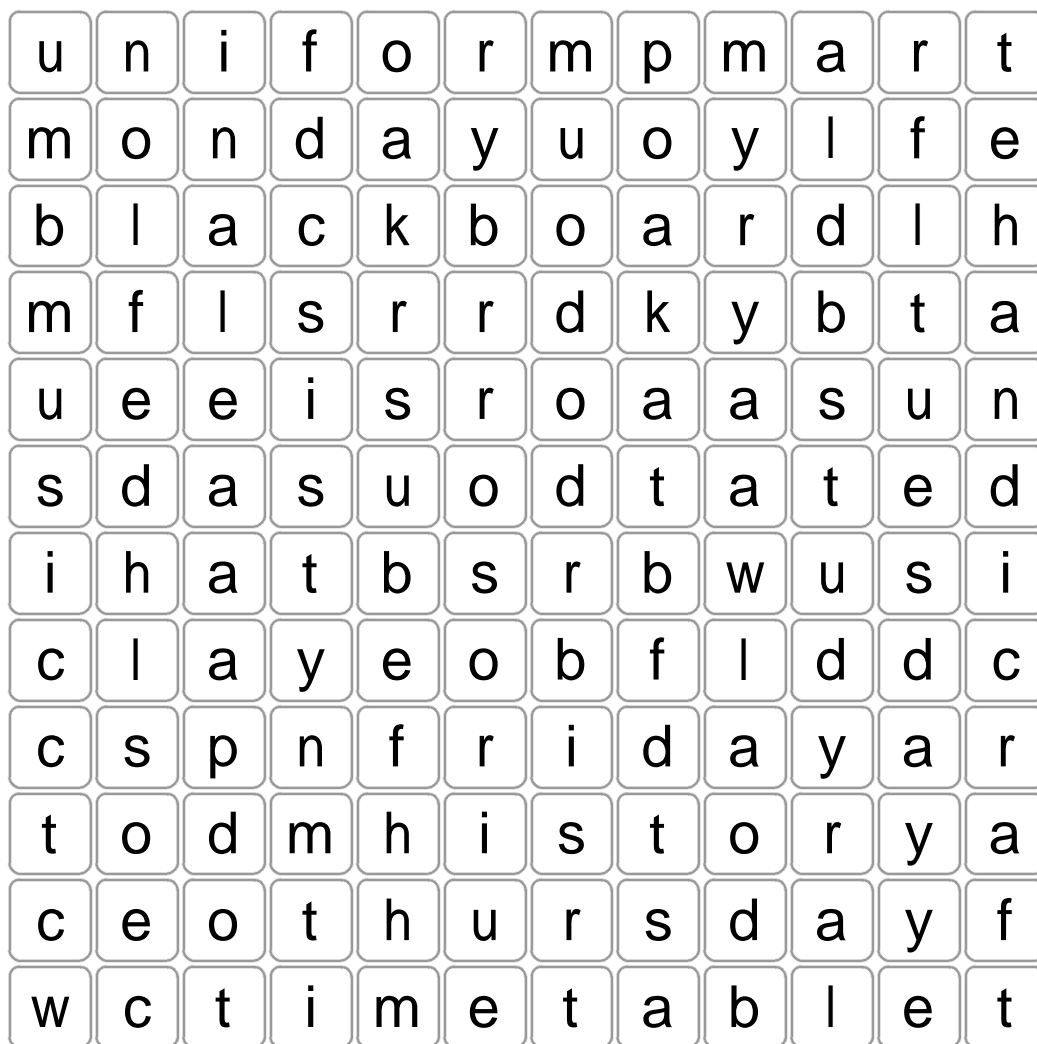 u n i f o r m p m a r t
m o n d a y u o y l f e
b l a c k b o a r d l h
m f l s r r d k y b t a
u e e i s r o a a s u n
s d a s u o d t a t e d
i h a t b s r b w u s i
c l a y e o b f l d d c
c s p n f r i d a y a r
t o d m h i s t o r y a
c e o t h u r s d a y f
w c t i m e t a b l e t